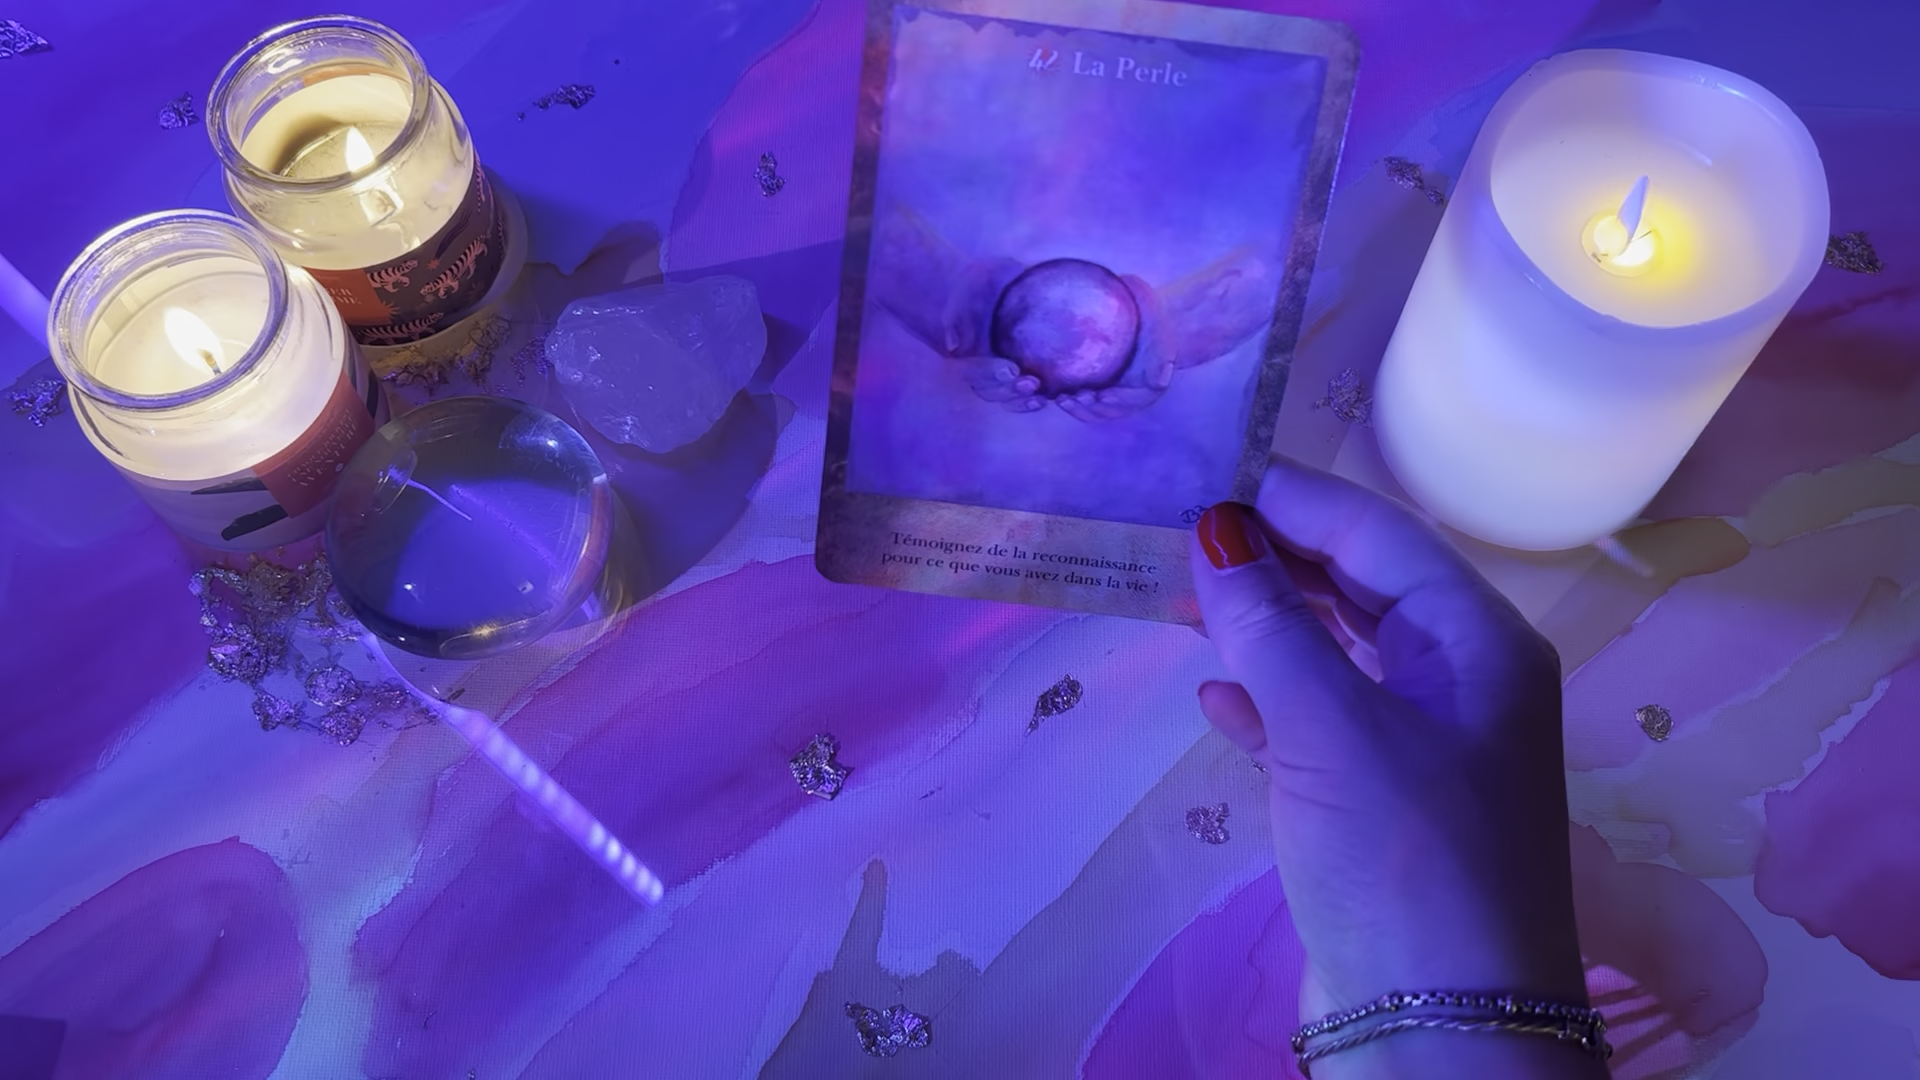 42 La Perle
Témoignez de la reconnaissance
pour ce que vous avez dans la vie !